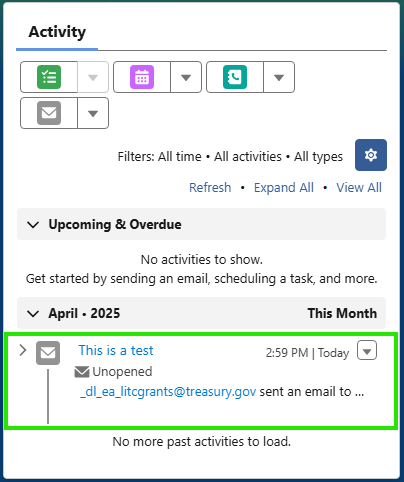 Activity
Filters: All time • All activities • All types
Refresh • Expand All • View All
Upcoming & Overdue
No activities to show.
Get started by sending an email, scheduling a task, and more.
April • 2025 This Month
This is a test 2:59 PM | Today
Unopened
_dl_ea_litcgrants@treasury.gov sent an email to ...
No more past activities to load.